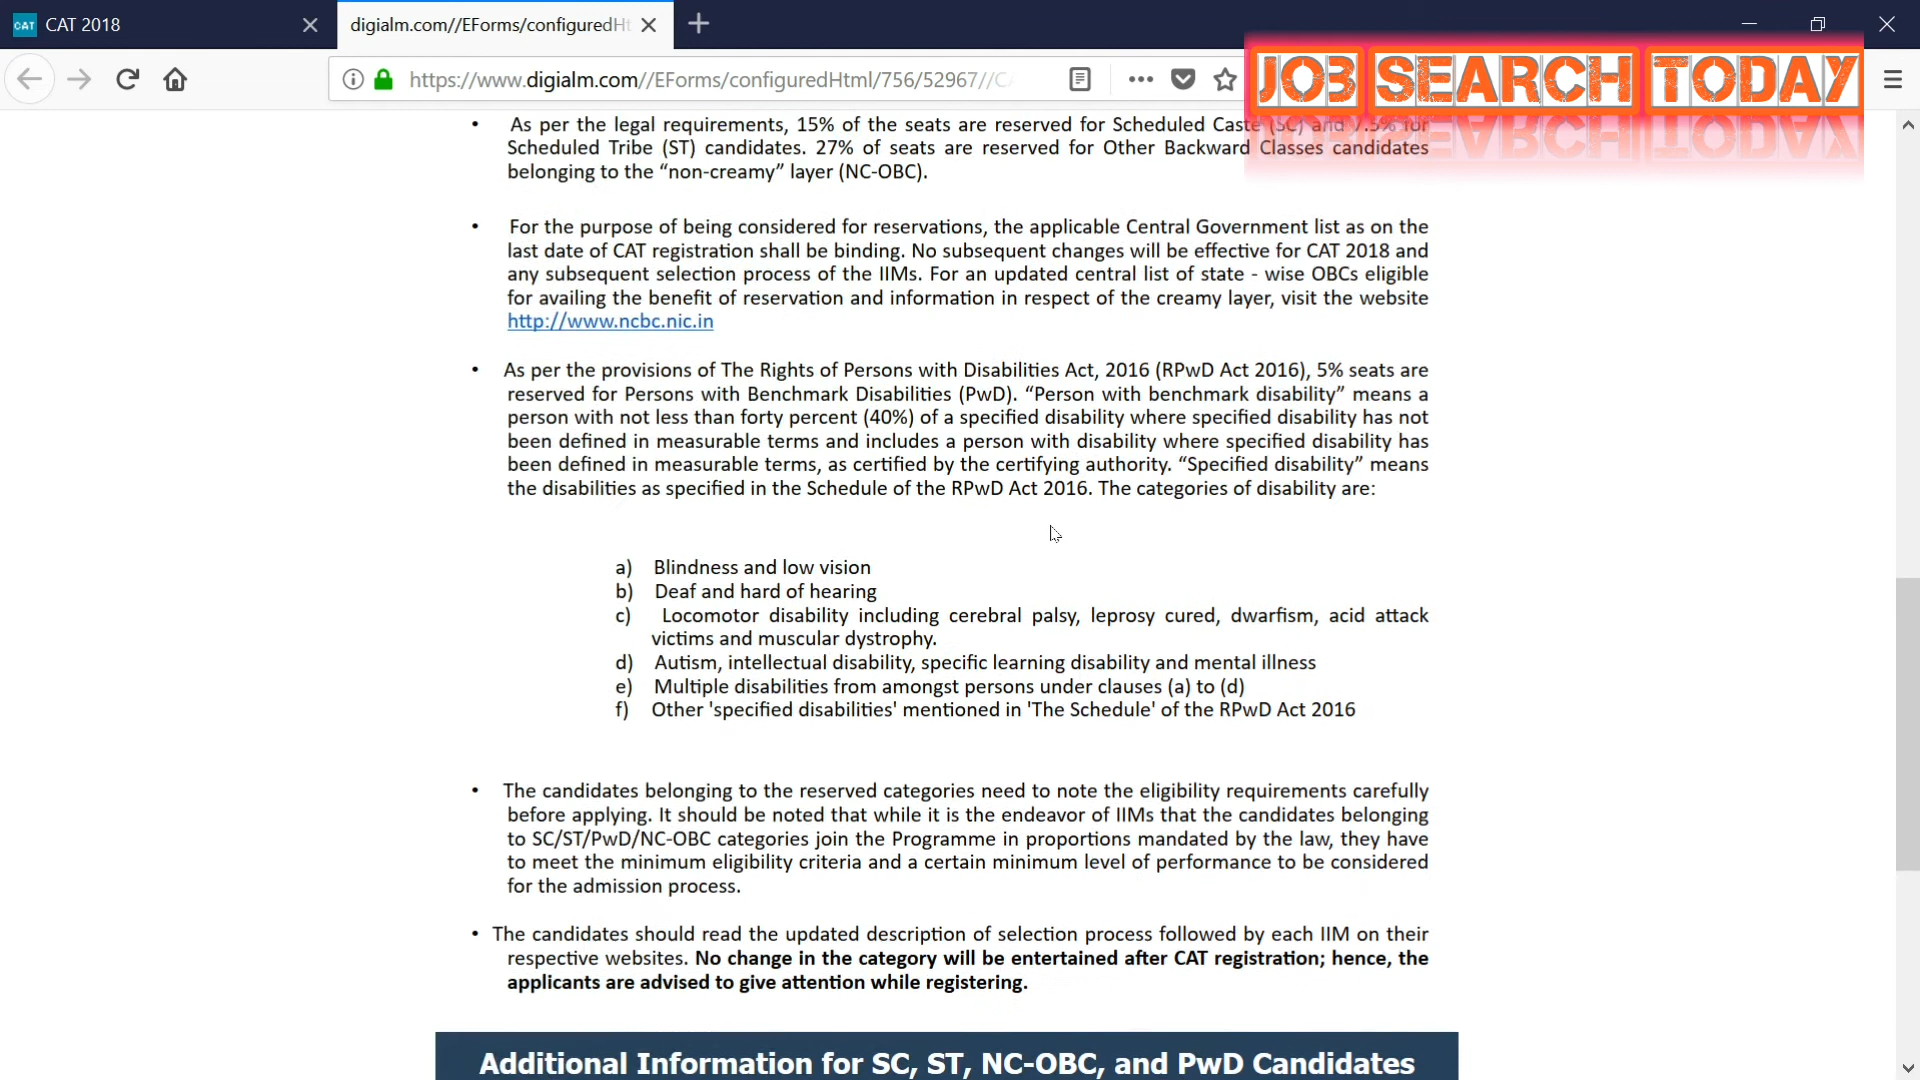 CAT CAT 2018
digialm.com//EForms/configuredHt
https://www.digialm.com//EForms/configuredHtml/756/52967//CA
JOB SEARCH TODAY
• As per the legal requirements, 15% of the seats are reserved for Scheduled Caste (SC) and 7.5% for
Scheduled Tribe (ST) candidates. 27% of seats are reserved for Other Backward Classes candidates
belonging to the “non-creamy” layer (NC-OBC).
• For the purpose of being considered for reservations, the applicable Central Government list as on the
last date of CAT registration shall be binding. No subsequent changes will be effective for CAT 2018 and
any subsequent selection process of the IIMs. For an updated central list of state - wise OBCs eligible
for availing the benefit of reservation and information in respect of the creamy layer, visit the website
http://www.ncbc.nic.in
• As per the provisions of The Rights of Persons with Disabilities Act, 2016 (RPwD Act 2016), 5% seats are
reserved for Persons with Benchmark Disabilities (PwD). “Person with benchmark disability” means a
person with not less than forty percent (40%) of a specified disability where specified disability has not
been defined in measurable terms and includes a person with disability where specified disability has
been defined in measurable terms, as certified by the certifying authority. “Specified disability” means
the disabilities as specified in the Schedule of the RPwD Act 2016. The categories of disability are:
a) Blindness and low vision
b) Deaf and hard of hearing
c) Locomotor disability including cerebral palsy, leprosy cured, dwarfism, acid attack
victims and muscular dystrophy.
d) Autism, intellectual disability, specific learning disability and mental illness
e) Multiple disabilities from amongst persons under clauses (a) to (d)
f) Other 'specified disabilities' mentioned in 'The Schedule' of the RPwD Act 2016
• The candidates belonging to the reserved categories need to note the eligibility requirements carefully
before applying. It should be noted that while it is the endeavor of IIMs that the candidates belonging
to SC/ST/PwD/NC-OBC categories join the Programme in proportions mandated by the law, they have
to meet the minimum eligibility criteria and a certain minimum level of performance to be considered
for the admission process.
• The candidates should read the updated description of selection process followed by each IIM on their
respective websites. No change in the category will be entertained after CAT registration; hence, the
applicants are advised to give attention while registering.
Additional Information for SC, ST, NC-OBC, and PwD Candidates